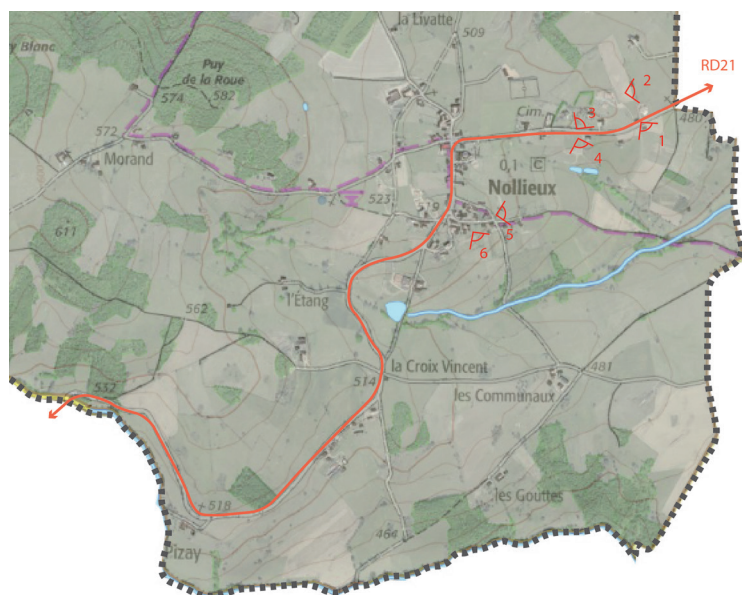 la Livatte
509
y Blanc
Puy
de la Roue
574
582
RD21
2
3
Cim.
480
1
572
4
Morand
0,1 C
Nollieux
523
19
5
6
611
l'Étang
562
la Croix Vincent
514
481
532
les Communaux
518
les Gouttes
464
Pizay